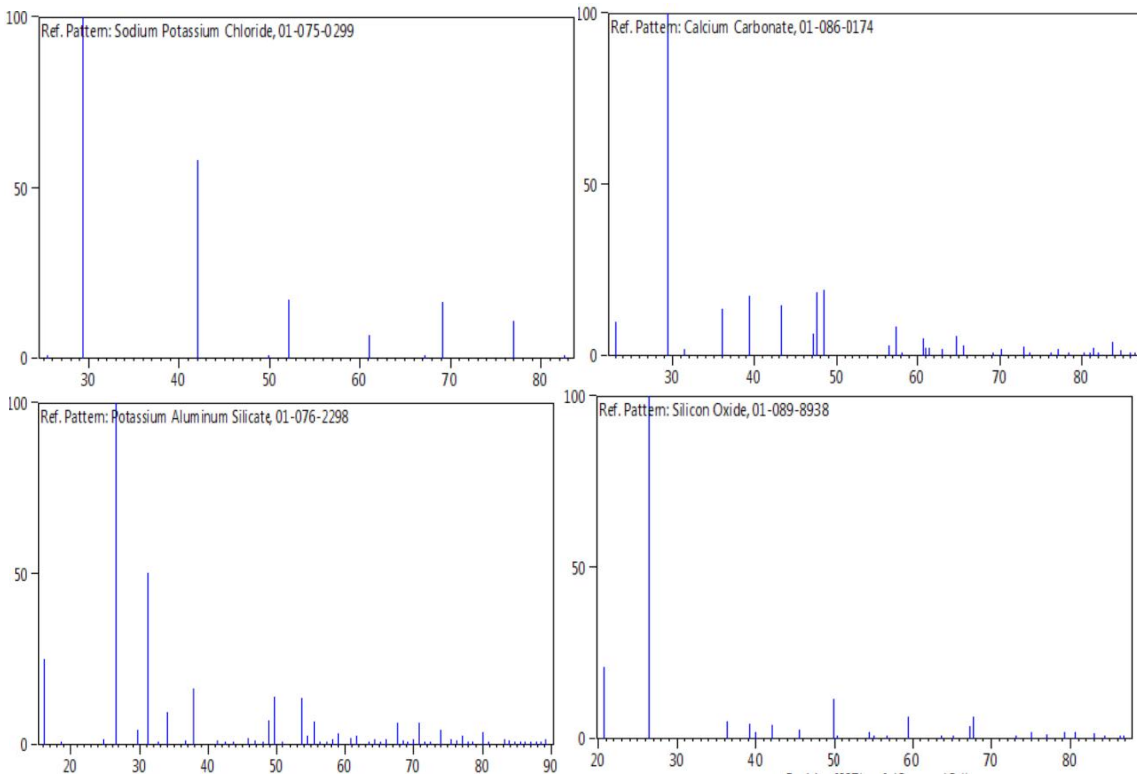 100
Ref. Pattern: Sodium Potassium Chloride, 01-075-0299
50
0
30 40 50 60 70 80
100
Ref. Pattern: Calcium Carbonate, 01-086-0174
50
0
30 40 50 60 70 80
100
Ref. Pattern: Potassium Aluminum Silicate, 01-076-2298
50
0
20 30 40 50 60 70 80 90
100
Ref. Pattern: Silicon Oxide, 01-089-8938
50
0
20 30 40 50 60 70 80